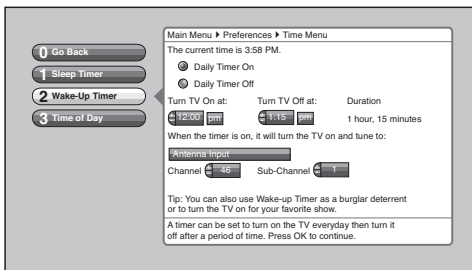 Main Menu ▸ Preferences ▸ Time Menu
The current time is 3:58 PM.
0 Go Back
1 Sleep Timer
2 Wake-Up Timer
3 Time of Day
Daily Timer On
Daily Timer Off
Turn TV On at: Turn TV Off at: Duration
12:00 pm 1:15 pm 1 hour, 15 minutes
When the timer is on, it will turn the TV on and tune to:
Antenna Input
Channel 46 Sub-Channel 1
Tip: You can also use Wake-up Timer as a burglar deterrent
or to turn the TV on for your favorite show.
A timer can be set to turn on the TV everyday then turn it
off after a period of time. Press OK to continue.